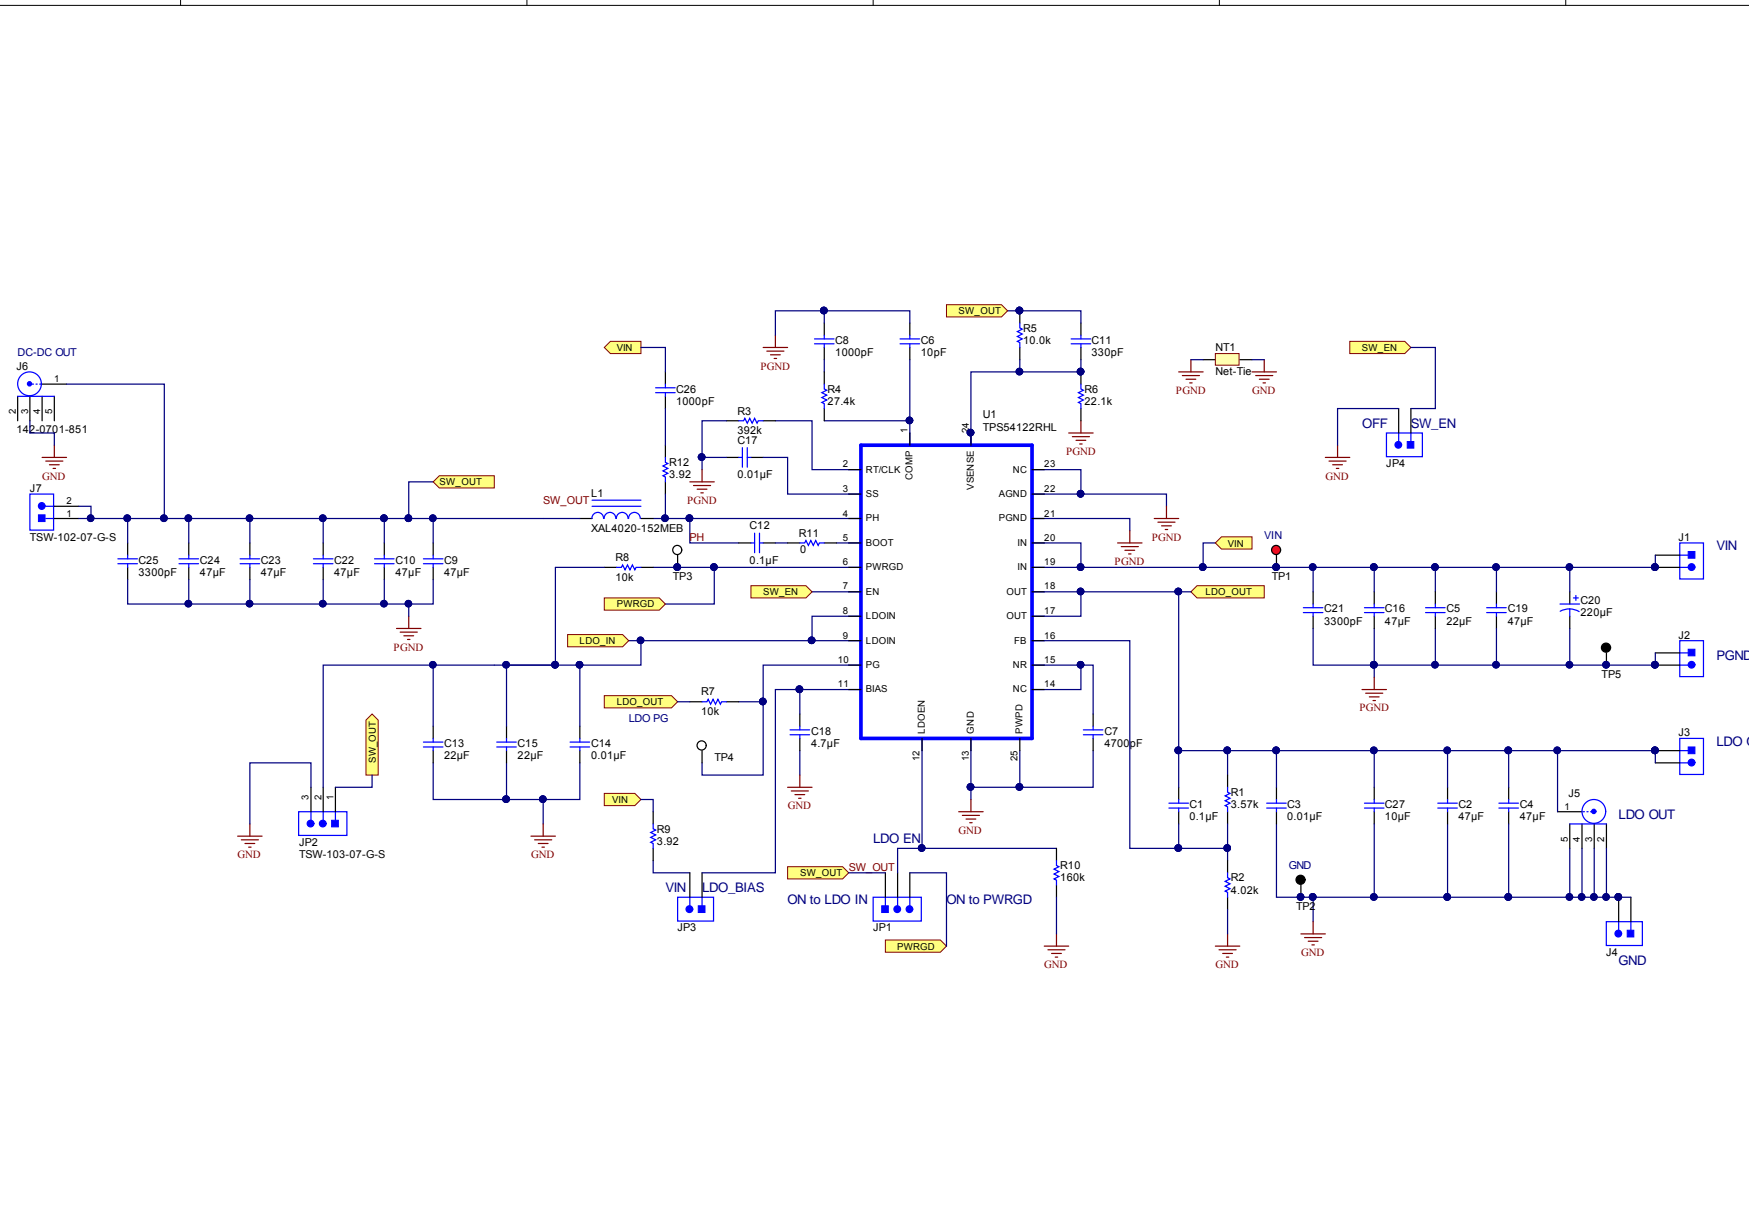 SW_OUT
VIN
DC-DC OUT
J6
1
2
3
4
5
142-0701-851
GND
J7
2
1
TSW-102-07-G-S
SW_OUT
C25
3300pF
C24
47µF
C23
47µF
C22
47µF
C10
47µF
C9
47µF
PGND
SW_OUT
L1
XAL4020-152MEB
C26
1000pF
R12
3.92
PH
PGND
C8
1000pF
R4
27.4k
C6
10pF
R3
392k
C17
0.01µF
PGND
C12
0.1µF
R11
0
R8
10k
TP3
PWRGD
SW_EN
LDO_IN
LDO_OUT
LDO PG
R7
10k
TP4
C18
4.7µF
GND
C13
22µF
C15
22µF
C14
0.01µF
GND
SW_OUT
3
2
1
JP2
TSW-103-07-G-S
GND
VIN
R9
3.92
VIN
LDO_BIAS
JP3
LDO EN
SW_OUT
SW_OUT
ON to LDO IN
ON to PWRGD
JP1
PWRGD
R10
160k
GND
R5
10.0k
C11
330pF
R6
22.1k
PGND
U1
TPS54122RHL
1
COMP
24
VSENSE
2
RT/CLK
3
SS
4
PH
5
BOOT
6
PWRGD
7
EN
8
LDOIN
9
LDOIN
10
PG
11
BIAS
LDOEN
12
GND
13
PWPD
25
NC
23
AGND
22
PGND
21
IN
20
IN
19
OUT
18
OUT
17
FB
16
NR
15
NC
14
PGND
PGND
C7
4700pF
GND
NT1
Net-Tie
PGND
GND
SW_EN
OFF
SW_EN
JP4
GND
VIN
VIN
TP1
LDO_OUT
C21
3300pF
C16
47µF
C5
22µF
C19
47µF
+
C20
220µF
TP5
PGND
J1
VIN
J2
PGND
J3
LDO
C1
0.1µF
R1
3.57k
C3
0.01µF
C27
10µF
C2
47µF
C4
47µF
R2
4.02k
GND
GND
TP2
GND
J5
1
5
4
3
2
LDO OUT
J4
GND